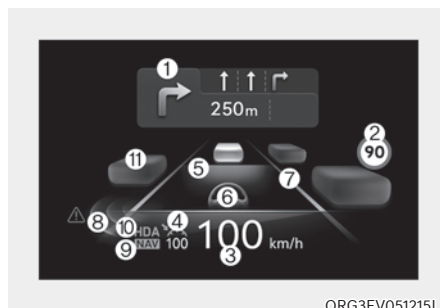 ①
250m
②
90
⑪
⑤
⑦
⑥
⑧
⑩ HDA ④
⑨ NAV 100 100 km/h
③
ORG3EV051215L